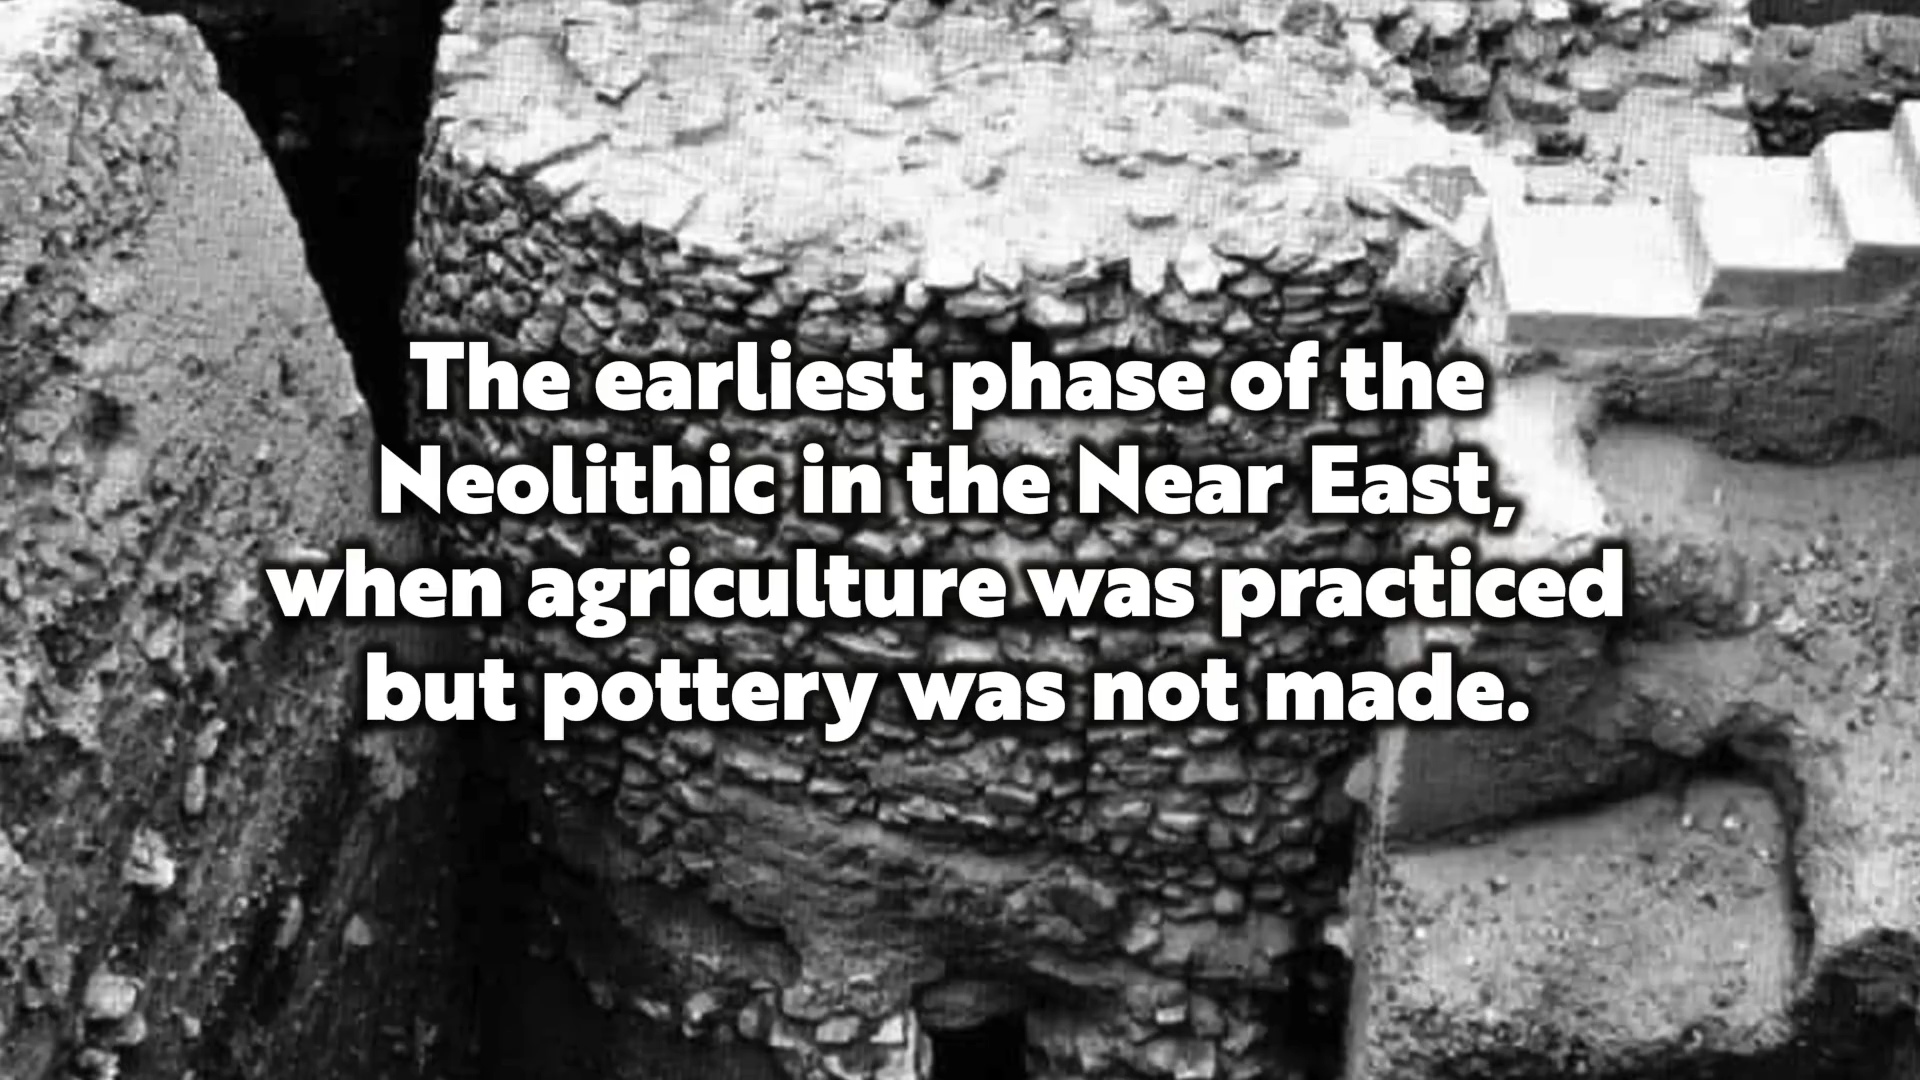 The earliest phase of the
Neolithic in the Near East,
when agriculture was practiced
but pottery was not made.